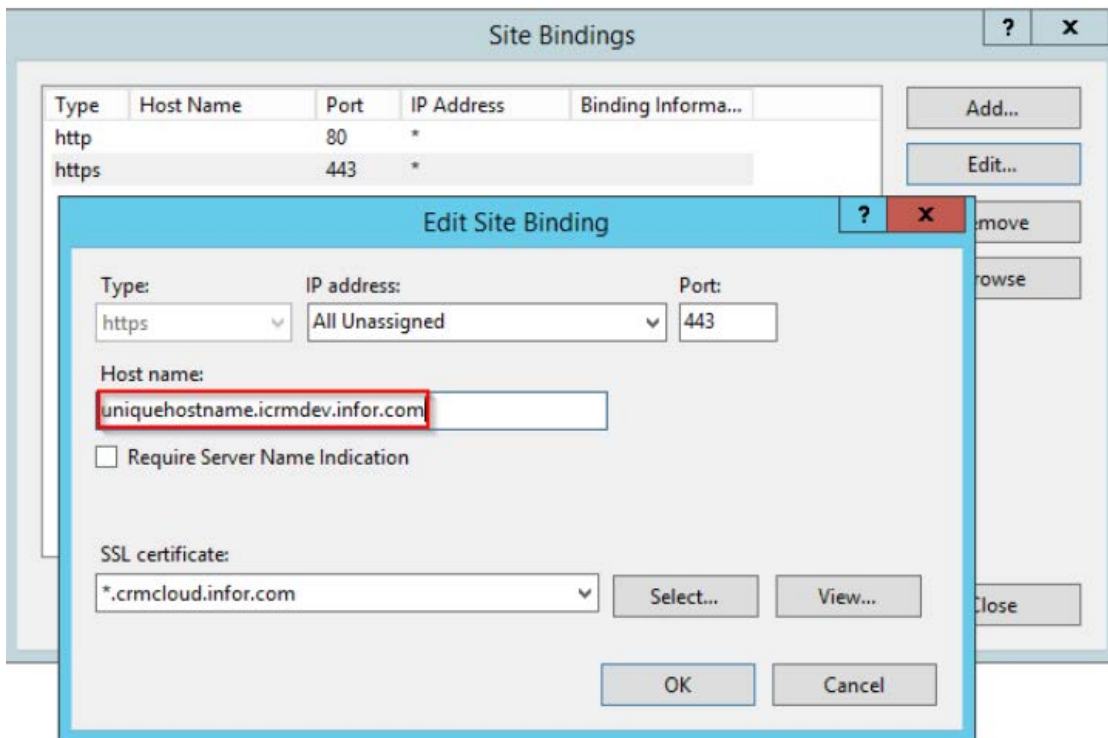 Site Bindings
? x
Type Host Name Port IP Address Binding Informa...
http 80 *
https 443 *
Add...
Edit...
emove
rowse
Close
Edit Site Binding
? x
Type: IP address: Port:
https All Unassigned 443
Host name:
uniquehostname.icrmdev.infor.com
Require Server Name Indication
SSL certificate:
*.crmcloud.infor.com Select... View...
OK Cancel